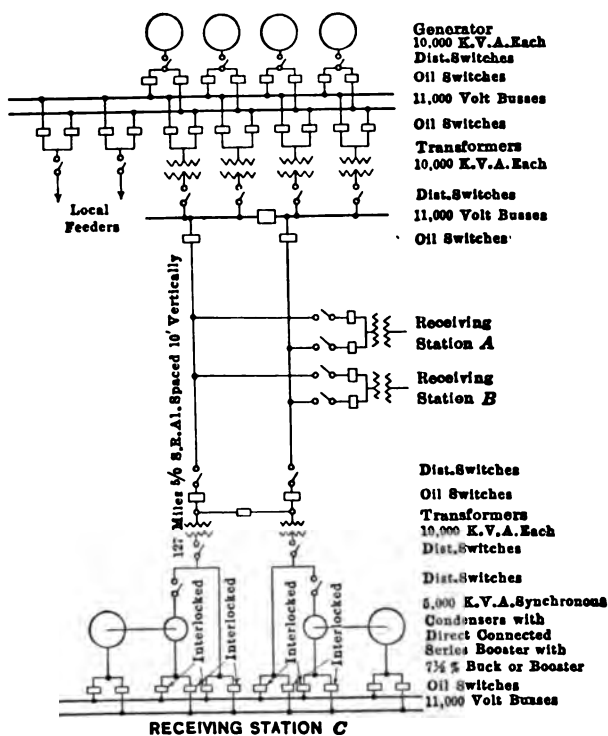 Generator
10,000 K.V.A.Each
Dist.Switches
Oil Switches
11,000 Volt Busses
Oil Switches
Transformers
10,000 K.V.A.Each
Dist.Switches
11,000 Volt Busses
Oil Switches
Local
Feeders
127 Miles 5/0 S.R.Al. Spaced 10' Vertically
Receiving
Station A
Receiving
Station B
Dist.Switches
Oil Switches
Transformers
10,000 K.V.A.Each
Dist.Switches
Dist.Switches
5,000 K.V.A.Synchronous
Condensers with
Direct Connected
Series Booster with
7½ % Buck or Booster
Oil Switches
11,000 Volt Busses
Interlocked
Interlocked
Interlocked
Interlocked
RECEIVING STATION C